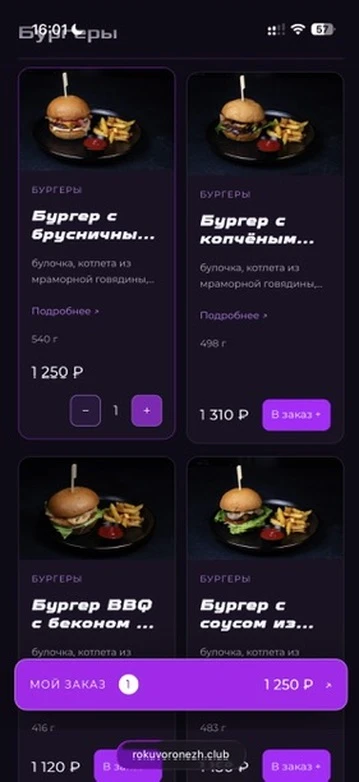 Бургеры
16:01
57
БУРГЕРЫ
Бургер с
брусничны...
булочка, котлета из
мраморной говядины,...
Подробнее ↗
540 г
1 250 ₽
− 1 +
БУРГЕРЫ
Бургер с
копчёным...
булочка, котлета из
мраморной говядины,...
Подробнее ↗
498 г
1 310 ₽ В заказ +
БУРГЕРЫ
Бургер BBQ
с беконом ...
булочка, котлета из
БУРГЕРЫ
Бургер с
соусом из...
булочка, котлета из
МОЙ ЗАКАЗ 1 1 250 ₽ ↗
416 г
483 г
1 120 ₽
rokuvoronezh.club